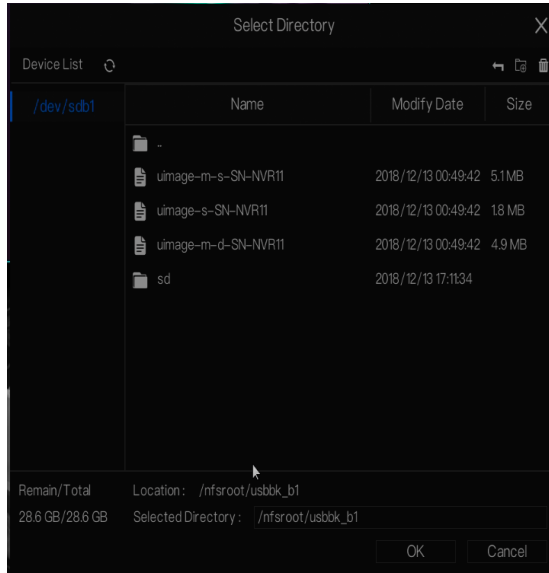 Select Directory X
Device List
/dev/sdb1
Name Modify Date Size
..
uimage-m-s-SN-NVR11 2018/12/13 00:49:42 5.1 MB
uimage-s-SN-NVR11 2018/12/13 00:49:42 1.8 MB
uimage-m-d-SN-NVR11 2018/12/13 00:49:42 4.9 MB
sd 2018/12/13 17:11:34
Remain/Total Location : /nfsroot/usbbk_b1
28.6 GB/28.6 GB Selected Directory : /nfsroot/usbbk_b1
OK Cancel